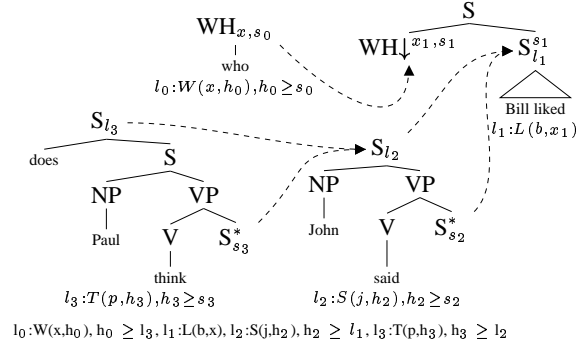 S
WH_{x,s_0}
WH↓^{x_1,s_1} S_{l_1}^{s_1}
who
l_0:W(x,h_0),h_0≥s_0
Bill liked
l_1:L(b,x_1)
S_{l_3}
does S
S_{l_2}
NP VP
NP VP
Paul V S*_{s_3}
John V S*_{s_2}
think
said
l_3:T(p,h_3),h_3≥s_3
l_2:S(j,h_2),h_2≥s_2
l_0:W(x,h_0), h_0 ≥ l_3, l_1:L(b,x), l_2:S(j,h_2), h_2 ≥ l_1, l_3:T(p,h_3), h_3 ≥ l_2